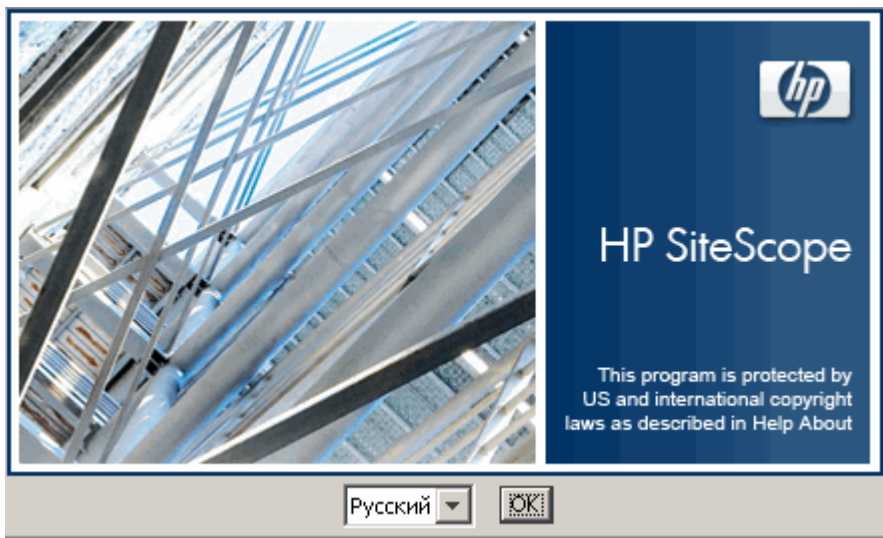 hp
HP SiteScope
This program is protected by
US and international copyright
laws as described in Help About
Русский
OK